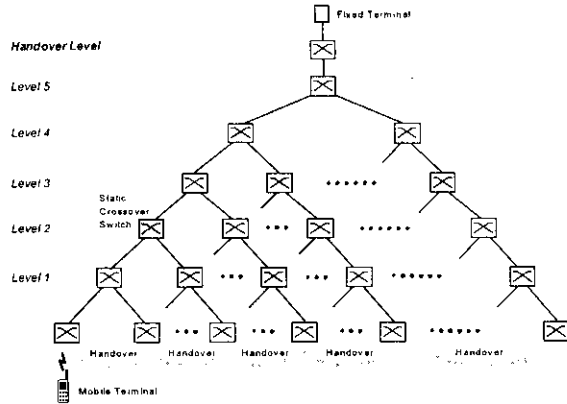 Fixed Terminal
Handover Level
Level 5
Level 4
Level 3
Static
Crossover
Switch
Level 2
Level 1
Handover Handover Handover Handover Handover
Mobile Terminal